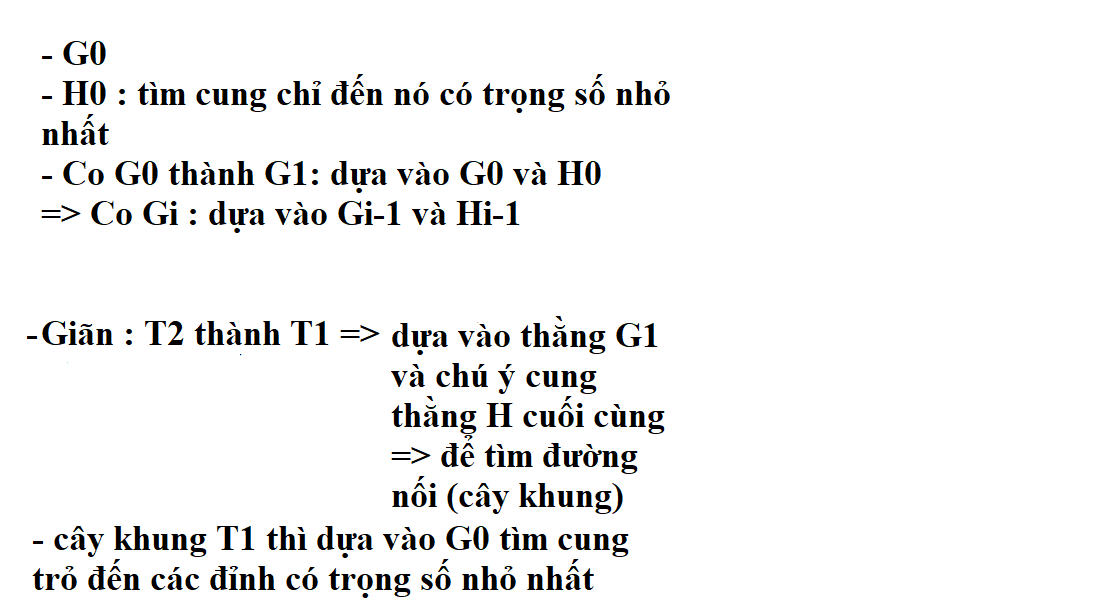 - G0
- H0 : tìm cung chỉ đến nó có trọng số nhỏ
nhất
- Co G0 thành G1: dựa vào G0 và H0
=> Co Gi : dựa vào Gi-1 và Hi-1
-Giãn : T2 thành T1 => dựa vào thằng G1
và chú ý cung
thằng H cuối cùng
=> để tìm đường
nối (cây khung)
- cây khung T1 thì dựa vào G0 tìm cung
trỏ đến các đỉnh có trọng số nhỏ nhất